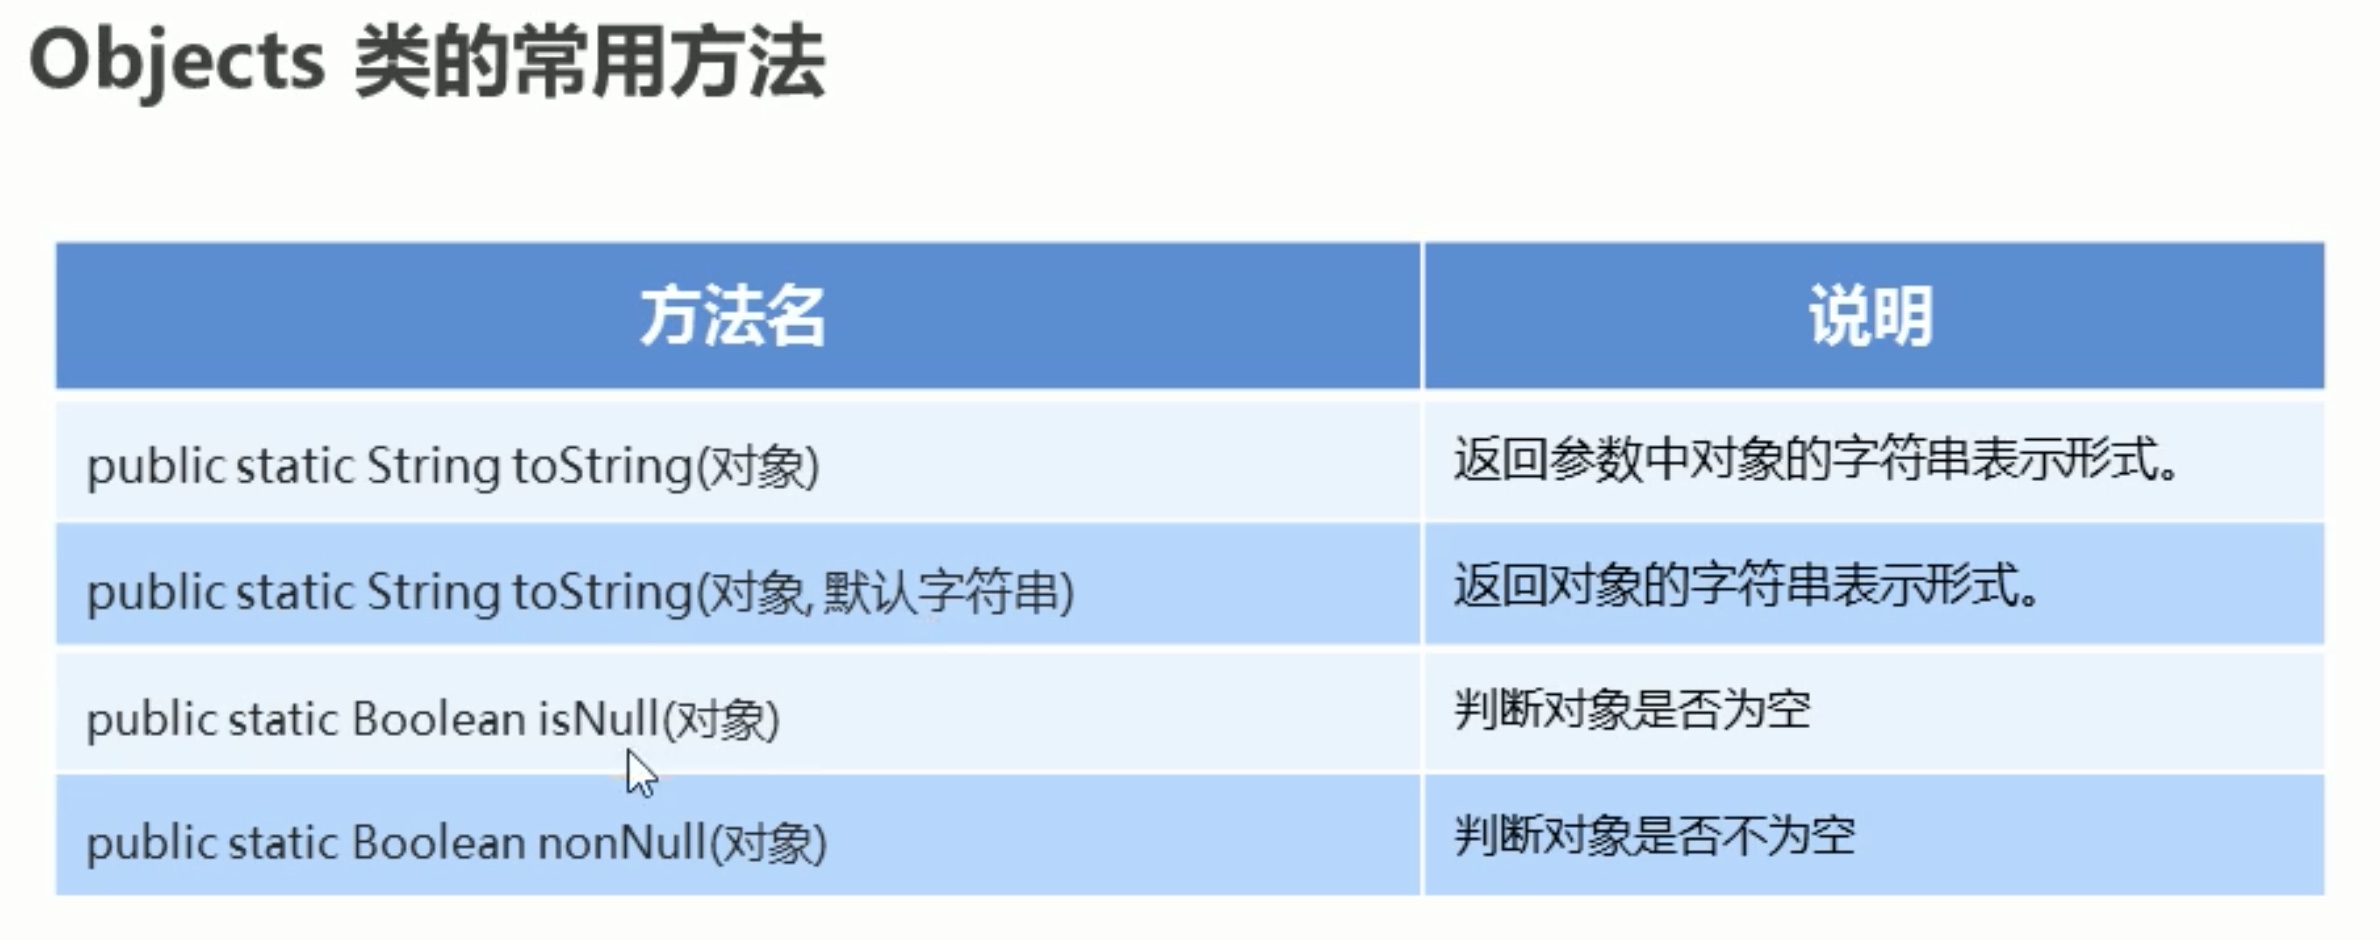 Objects 类的常用方法
方法名 说明
public static String toString(对象) 返回参数中对象的字符串表示形式。
public static String toString(对象, 默认字符串) 返回对象的字符串表示形式。
public static Boolean isNull(对象) 判断对象是否为空
public static Boolean nonNull(对象) 判断对象是否不为空